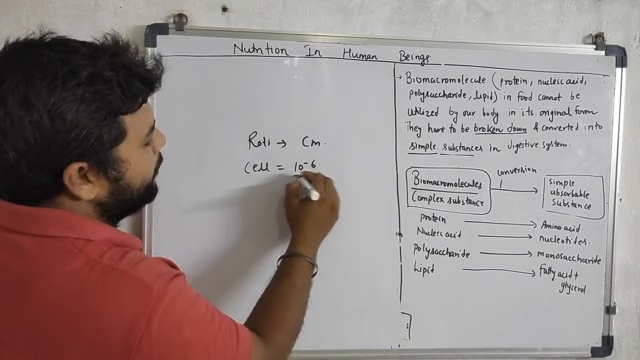 Nutrition In Human Beings
Roti → Cm.
Cell = 10-6
Biomacromolecule (protein, nucleic acid,
polysaccharide, Lipid) in food cannot be
utilized by our body in its original form
They have to be broken down & converted into
simple substances in digestive system.
Biomacromolecules
Complex substance
conversion
Simple
absorbable
Substance
protein → Amino acid
Nucleic acid → nucleotides.
Polysaccharide → monosaccharide
Lipid → fatty acid +
glycerol